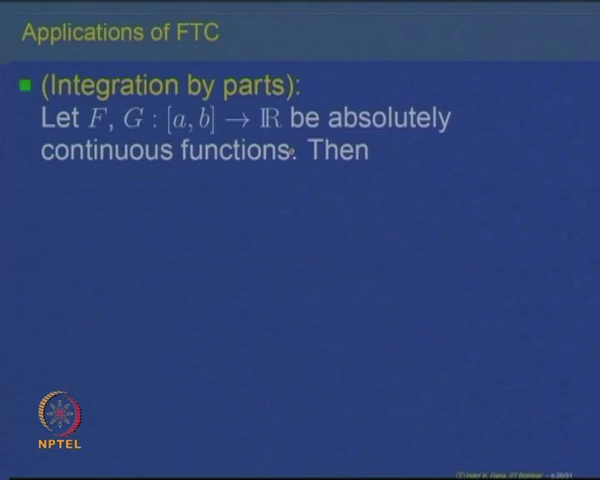 Applications of FTC
(Integration by parts):
Let F, G : [a, b] → ℝ be absolutely
continuous functions. Then
NPTEL